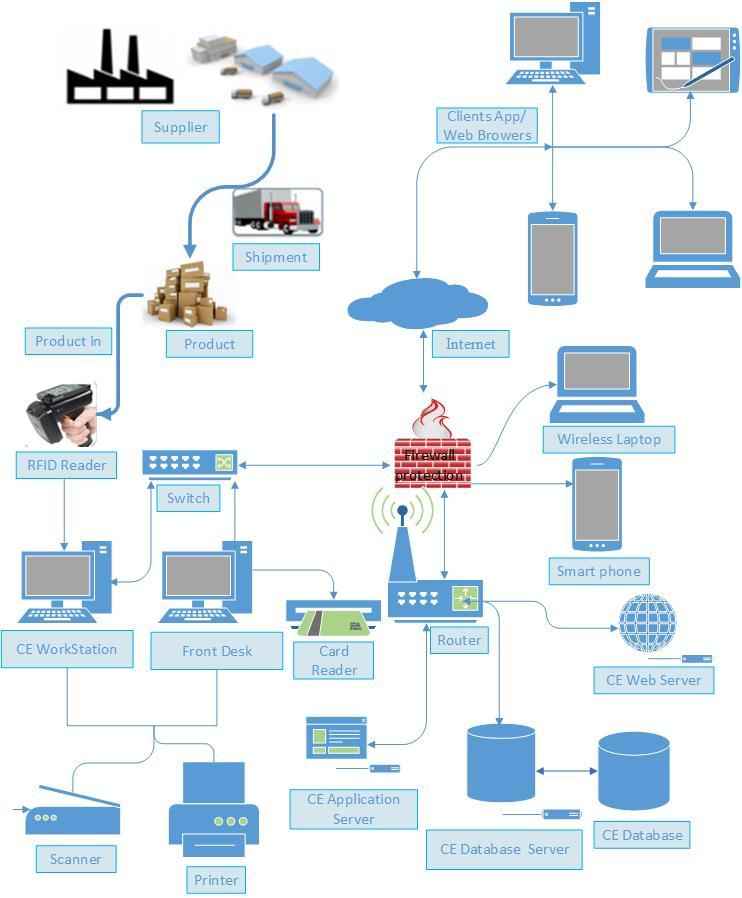 Supplier
Clients App/
Web Browers
Shipment
Product in
Product
Internet
RFID Reader
Firewall
protection
Wireless Laptop
Switch
Smart phone
CE WorkStation
Front Desk
Card
Reader
Router
CE Web Server
CE Application
Server
CE Database Server
CE Database
Scanner
Printer